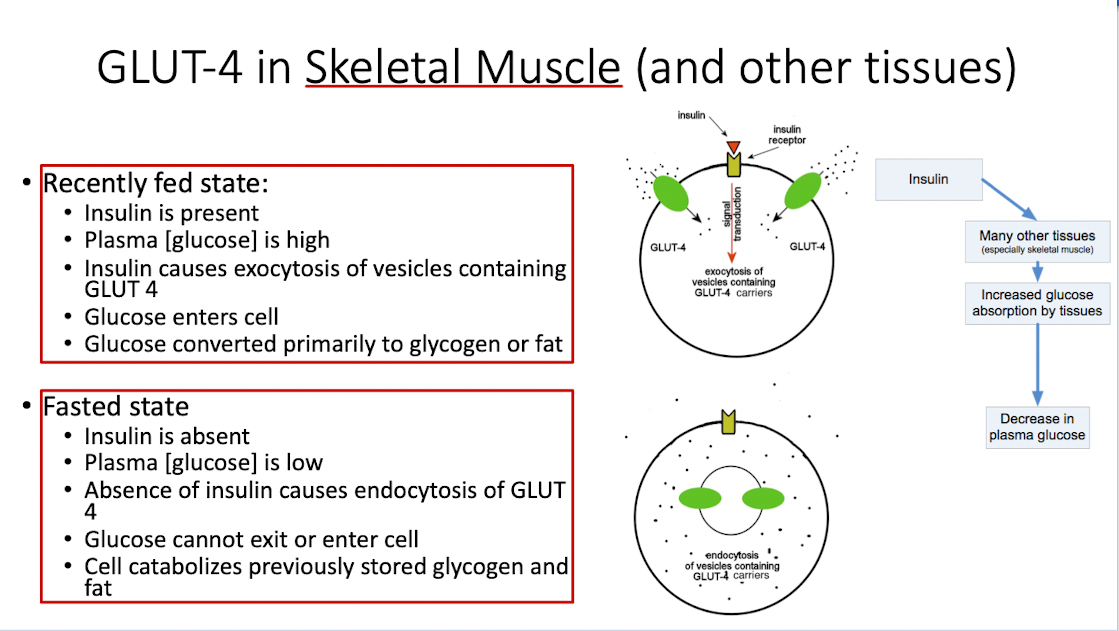 GLUT-4 in Skeletal Muscle (and other tissues)
• Recently fed state:
• Insulin is present
• Plasma [glucose] is high
• Insulin causes exocytosis of vesicles containing
GLUT 4
• Glucose enters cell
• Glucose converted primarily to glycogen or fat
• Fasted state
• Insulin is absent
• Plasma [glucose] is low
• Absence of insulin causes endocytosis of GLUT
4
• Glucose cannot exit or enter cell
• Cell catabolizes previously stored glycogen and
fat
insulin
insulin
receptor
signal
transduction
GLUT-4
GLUT-4
exocytosis of
vesicles containing
GLUT-4 carriers
endocytosis
of vesicles containing
GLUT-4 carriers
Insulin
Many other tissues
(especially skeletal muscle)
Increased glucose
absorption by tissues
Decrease in
plasma glucose